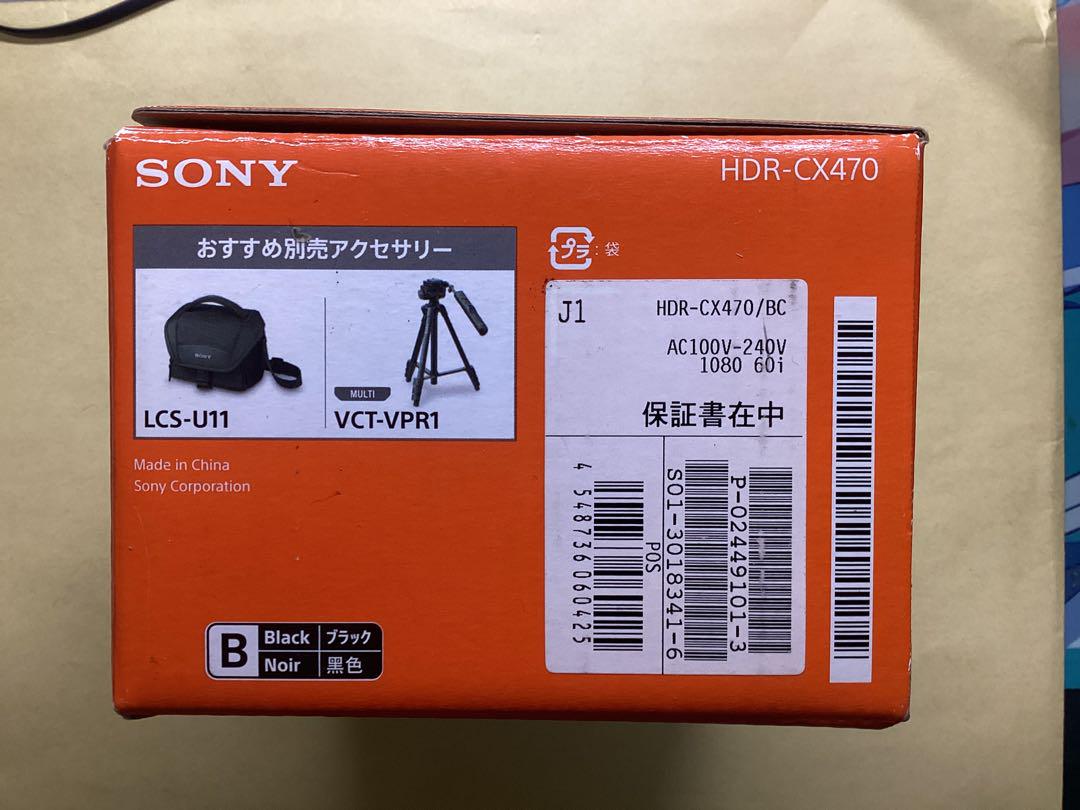 SONY
HDR-CX470
おすすめ別売アクセサリー
SONY
LCS-U11
MULTI
VCT-VPR1
Made in China
Sony Corporation
プラ : 袋
J1
HDR-CX470/BC
AC100V-240V
1080 60i
保証書在中
4 548736 060425
POS
S01-3018341-6
P-02449101-3
B
Black ブラック
Noir 黒色